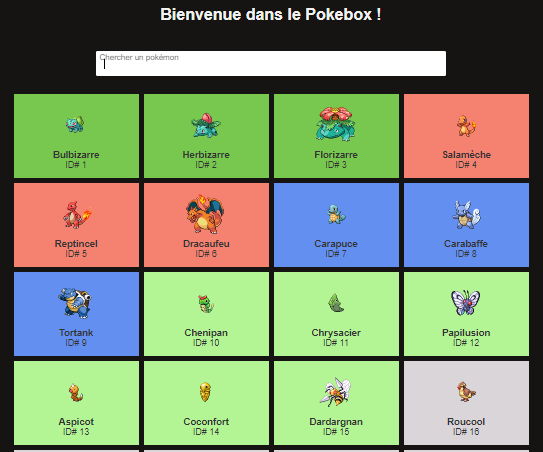 Bienvenue dans le Pokebox !
Chercher un pokémon
Bulbizarre
ID# 1
Herbizarre
ID# 2
Florizarre
ID# 3
Salamèche
ID# 4
Reptincel
ID# 5
Dracaufeu
ID# 6
Carapuce
ID# 7
Carabaffe
ID# 8
Tortank
ID# 9
Chenipan
ID# 10
Chrysacier
ID# 11
Papilusion
ID# 12
Aspicot
ID# 13
Coconfort
ID# 14
Dardargnan
ID# 15
Roucool
ID# 16